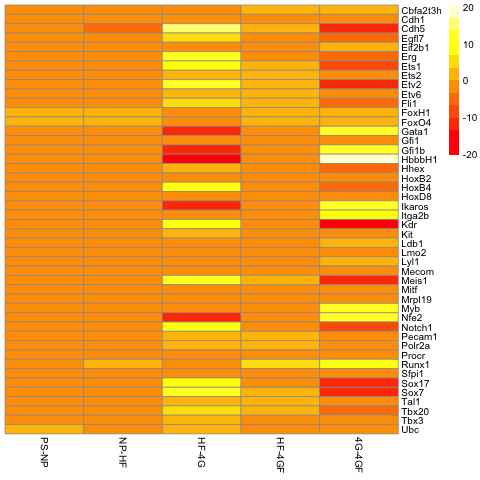 Cbfa2t3h
Cdh1
Cdh5
Egfl7
Eif2b1
Erg
Ets1
Ets2
Etv2
Etv6
Fli1
FoxH1
FoxO4
Gata1
Gfi1
Gfi1b
HbbbH1
Hhex
HoxB2
HoxB4
HoxD8
Ikaros
Itga2b
Kdr
Kit
Ldb1
Lmo2
Lyl1
Mecom
Meis1
Mitf
Mrpl19
Myb
Nfe2
Notch1
Pecam1
Polr2a
Procr
Runx1
Sfpi1
Sox17
Sox7
Tal1
Tbx20
Tbx3
Ubc
20
10
0
-10
-20
PS-NP
NP-HF
HF-4G
HF-4GF
4G-4GF